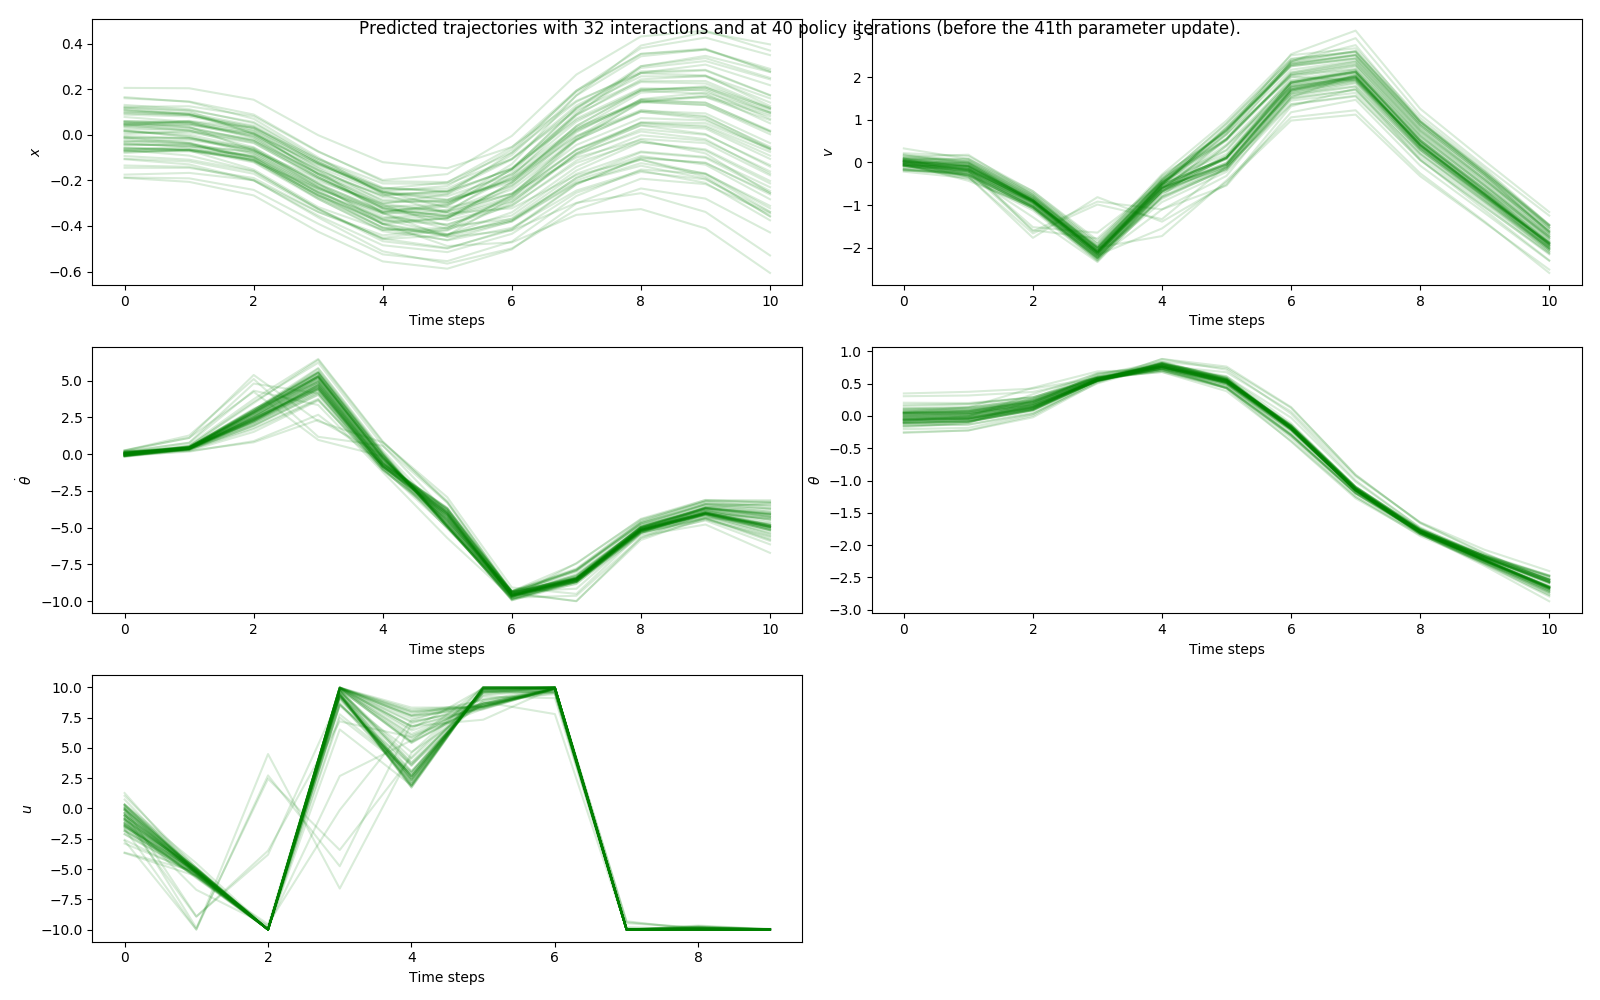 Predicted trajectories with 32 interactions and at 40 policy iterations (before the 41th parameter update).
0.4
0.2
0.0
−0.2
−0.4
−0.6
x
0 2 4 6 8 10
Time steps
3
2
1
0
−1
−2
v
0 2 4 6 8 10
Time steps
5.0
2.5
0.0
−2.5
−5.0
−7.5
−10.0
θ̇
0 2 4 6 8 10
Time steps
1.0
0.5
0.0
−0.5
−1.0
−1.5
−2.0
−2.5
−3.0
θ
0 2 4 6 8 10
Time steps
10.0
7.5
5.0
2.5
0.0
−2.5
−5.0
−7.5
−10.0
u
0 2 4 6 8
Time steps